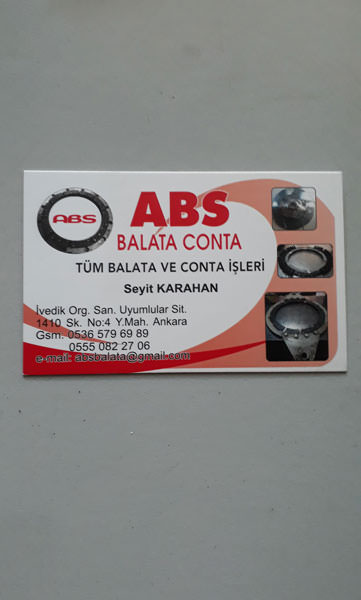 ABS
ABS
BALATA CONTA
TÜM BALATA VE CONTA İŞLERİ
Seyit KARAHAN
İvedik Org. San. Uyumlular Sit.
1410 Sk. No:4 Y.Mah. Ankara
Gsm: 0536 579 69 89
0555 082 27 06
e-mail: absbalata@gmail.com